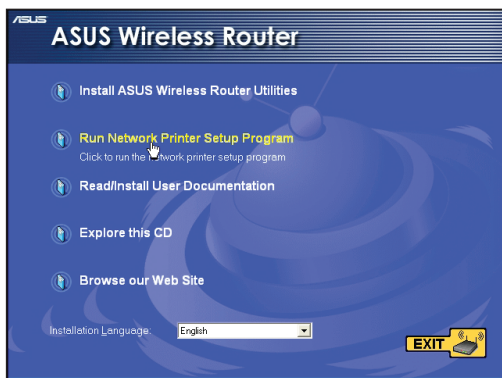 ASUS
ASUS Wireless Router
Install ASUS Wireless Router Utilities
Run Network Printer Setup Program
Click to run the network printer setup program
Read/Install User Documentation
Explore this CD
Browse our Web Site
Installation Language: English
EXIT